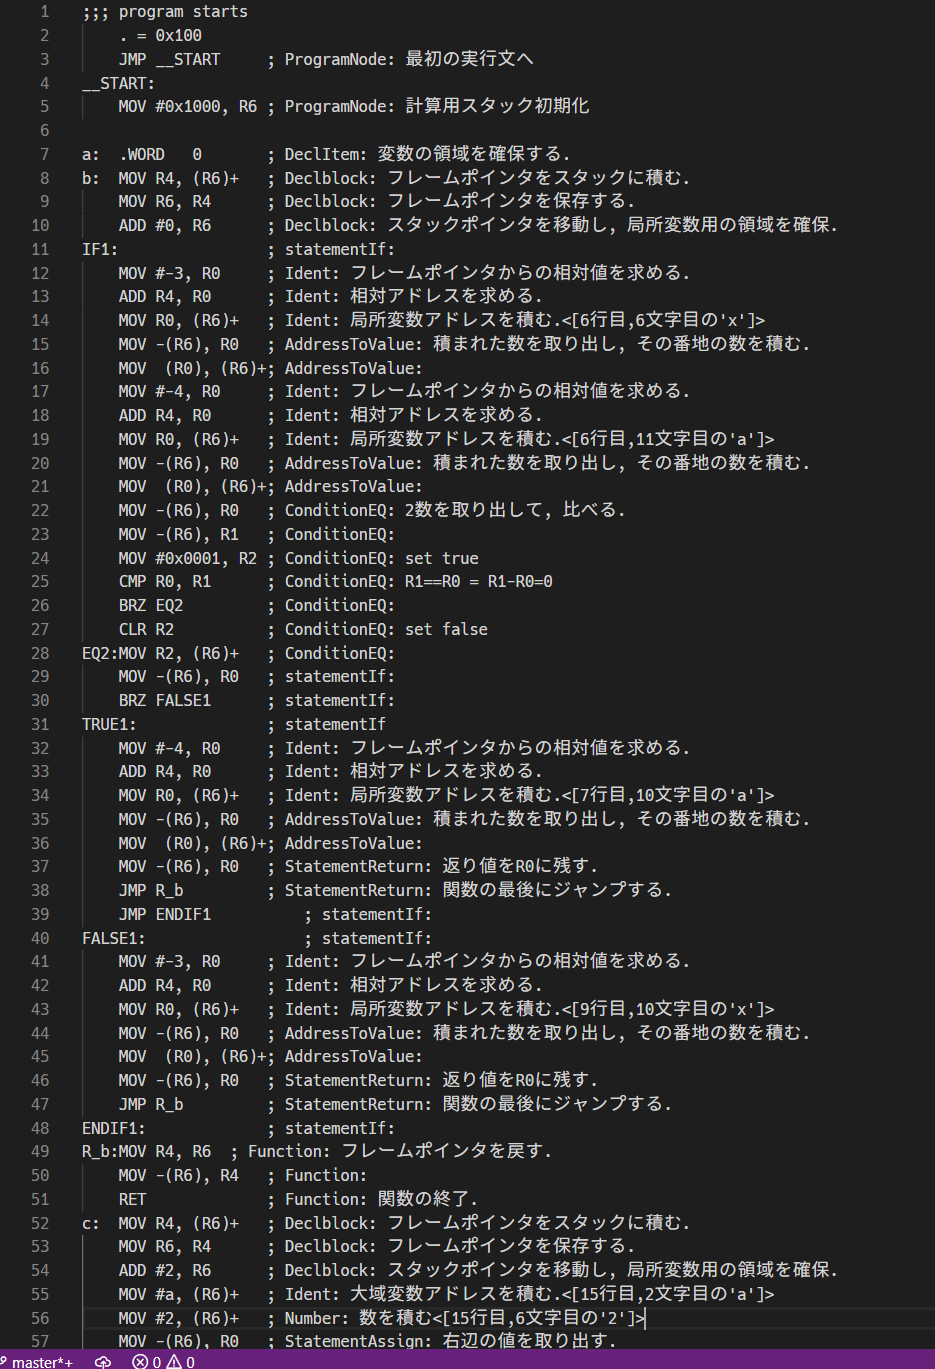 1 ;;; program starts
2 . = 0x100
3 JMP __START ; ProgramNode: 最初の実行文へ
4 __START:
5 MOV #0x1000, R6 ; ProgramNode: 計算用スタック初期化
6
7 a: .WORD 0 ; DeclItem: 変数の領域を確保する.
8 b: MOV R4, (R6)+ ; Declblock: フレームポインタをスタックに積む.
9 MOV R6, R4 ; Declblock: フレームポインタを保存する.
10 ADD #0, R6 ; Declblock: スタックポインタを移動し, 局所変数用の領域を確保.
11 IF1: ; statementIf:
12 MOV #-3, R0 ; Ident: フレームポインタからの相対値を求める.
13 ADD R4, R0 ; Ident: 相対アドレスを求める.
14 MOV R0, (R6)+ ; Ident: 局所変数アドレスを積む.<[6行目,6文字目の'x']>
15 MOV -(R6), R0 ; AddressToValue: 積まれた数を取り出し, その番地の数を積む.
16 MOV (R0), (R6)+; AddressToValue:
17 MOV #-4, R0 ; Ident: フレームポインタからの相対値を求める.
18 ADD R4, R0 ; Ident: 相対アドレスを求める.
19 MOV R0, (R6)+ ; Ident: 局所変数アドレスを積む.<[6行目,11文字目の'a']>
20 MOV -(R6), R0 ; AddressToValue: 積まれた数を取り出し, その番地の数を積む.
21 MOV (R0), (R6)+; AddressToValue:
22 MOV -(R6), R0 ; ConditionEQ: 2数を取り出して, 比べる.
23 MOV -(R6), R1 ; ConditionEQ:
24 MOV #0x0001, R2 ; ConditionEQ: set true
25 CMP R0, R1 ; ConditionEQ: R1==R0 = R1-R0=0
26 BRZ EQ2 ; ConditionEQ:
27 CLR R2 ; ConditionEQ: set false
28 EQ2:MOV R2, (R6)+ ; ConditionEQ:
29 MOV -(R6), R0 ; statementIf:
30 BRZ FALSE1 ; statementIf:
31 TRUE1: ; statementIf
32 MOV #-4, R0 ; Ident: フレームポインタからの相対値を求める.
33 ADD R4, R0 ; Ident: 相対アドレスを求める.
34 MOV R0, (R6)+ ; Ident: 局所変数アドレスを積む.<[7行目,10文字目の'a']>
35 MOV -(R6), R0 ; AddressToValue: 積まれた数を取り出し, その番地の数を積む.
36 MOV (R0), (R6)+; AddressToValue:
37 MOV -(R6), R0 ; StatementReturn: 返り値をR0に残す.
38 JMP R_b ; StatementReturn: 関数の最後にジャンプする.
39 JMP ENDIF1 ; statementIf:
40 FALSE1: ; statementIf:
41 MOV #-3, R0 ; Ident: フレームポインタからの相対値を求める.
42 ADD R4, R0 ; Ident: 相対アドレスを求める.
43 MOV R0, (R6)+ ; Ident: 局所変数アドレスを積む.<[9行目,10文字目の'x']>
44 MOV -(R6), R0 ; AddressToValue: 積まれた数を取り出し, その番地の数を積む.
45 MOV (R0), (R6)+; AddressToValue:
46 MOV -(R6), R0 ; StatementReturn: 返り値をR0に残す.
47 JMP R_b ; StatementReturn: 関数の最後にジャンプする.
48 ENDIF1: ; statementIf:
49 R_b:MOV R4, R6 ; Function: フレームポインタを戻す.
50 MOV -(R6), R4 ; Function:
51 RET ; Function: 関数の終了.
52 c: MOV R4, (R6)+ ; Declblock: フレームポインタをスタックに積む.
53 MOV R6, R4 ; Declblock: フレームポインタを保存する.
54 ADD #2, R6 ; Declblock: スタックポインタを移動し, 局所変数用の領域を確保.
55 MOV #a, (R6)+ ; Ident: 大域変数アドレスを積む.<[15行目,2文字目の'a']>
56 MOV #2, (R6)+ ; Number: 数を積む<[15行目,6文字目の'2']>
57 MOV -(R6), R0 ; StatementAssign: 右辺の値を取り出す.
master*+ 0 0